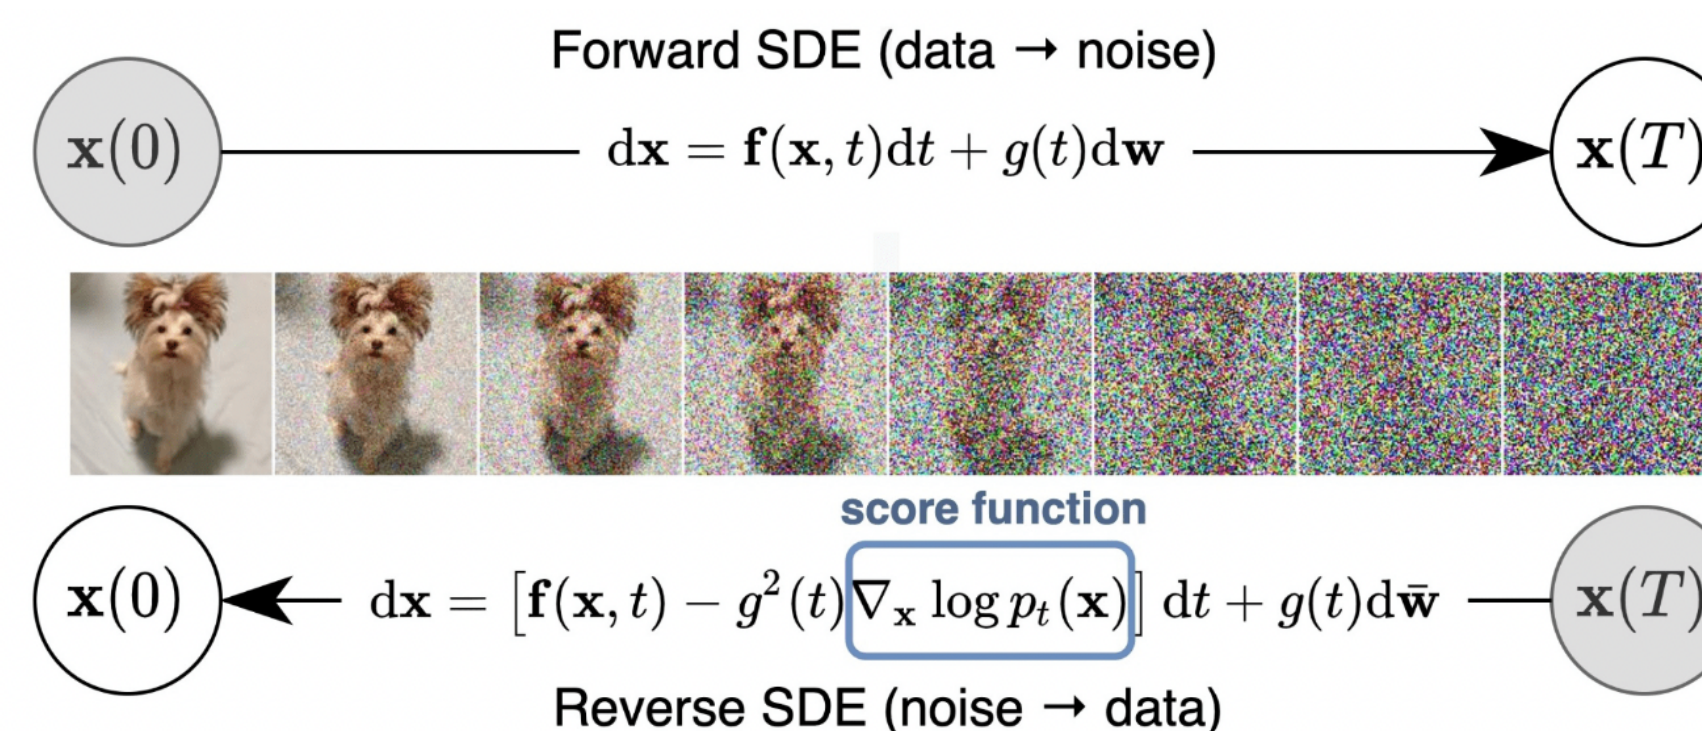 Forward SDE (data → noise)
x(0) dx = f(x, t)dt + g(t)dw x(T)
score function
x(0) dx = [f(x, t) − g²(t)∇ₓ log pₜ(x)] dt + g(t)dw̄ x(T)
Reverse SDE (noise → data)